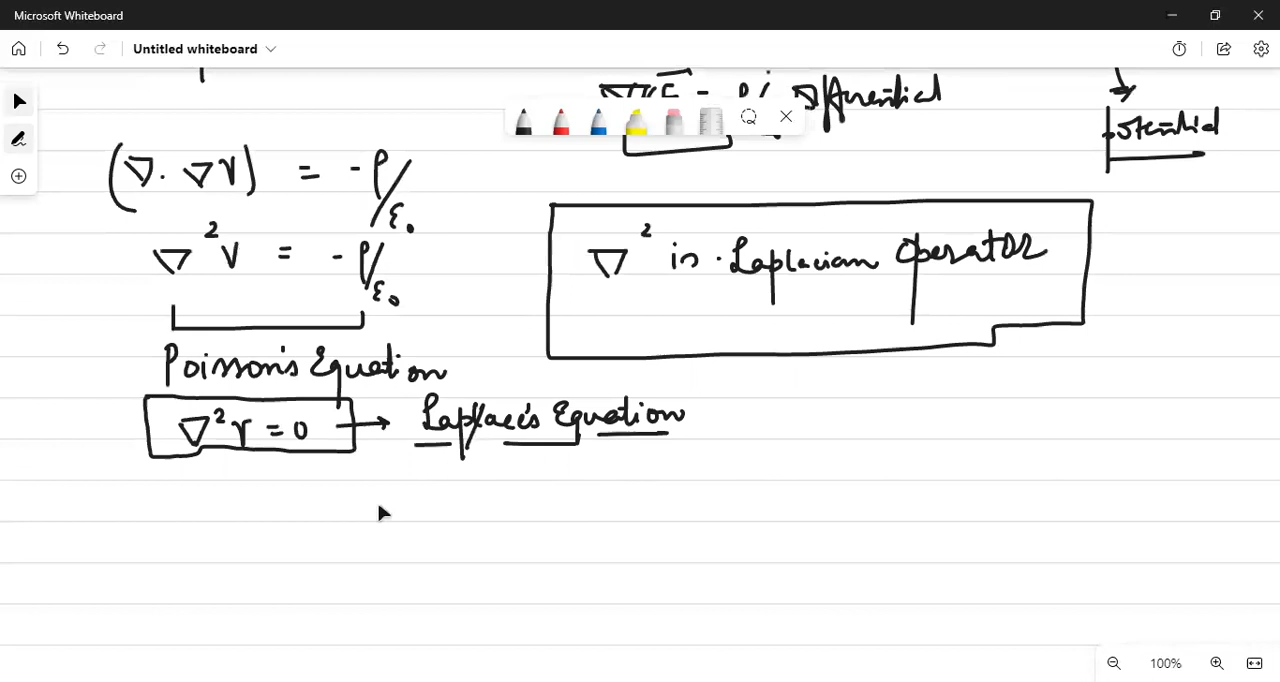 Microsoft Whiteboard
Untitled whiteboard
differential
potential
(∇. ∇V) = -ρ/ε0
∇²V = -ρ/ε0
∇² is Laplacian operator
Poisson's Equation
∇²V = 0 → Laplace's Equation
100%